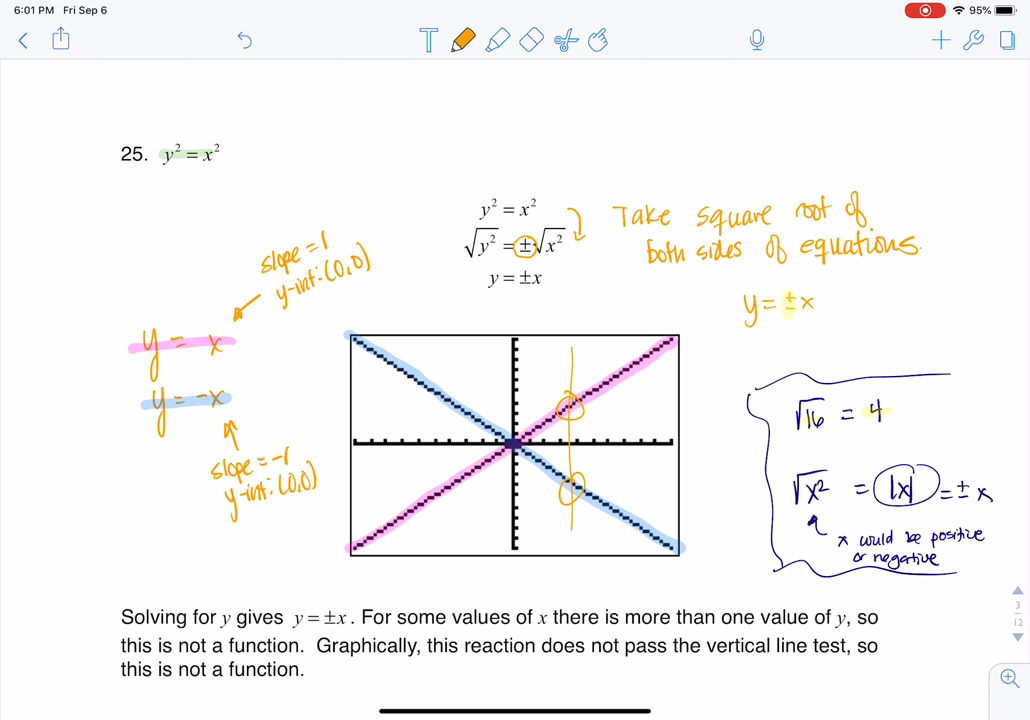 6:01 PM Fri Sep 6
95%
T
25. y² = x²
y² = x²
√y² = ±√x²
y = ±x
Take square root of
both sides of equations.
y = ± x
slope = 1
y-int: (0,0)
y = x
y = -x
slope = -1
y-int: (0,0)
√16 = 4
√x² = |x| = ± x
x would be positive
or negative
Solving for y gives y = ±x. For some values of x there is more than one value of y, so
this is not a function. Graphically, this reaction does not pass the vertical line test, so
this is not a function.
3
12